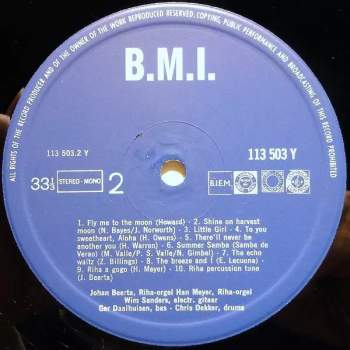 ALL RIGHTS OF THE RECORD PRODUCER AND OF THE OWNER OF THE WORK REPRODUCED RESERVED. COPYING, PUBLIC PERFORMANCE AND BROADCASTING OF THIS RECORD PROHIBITED
B.M.I.
113 503.2 Y
113 503 Y
33⅓ STEREO-MONO 2
B.I.E.M.
1. Fly me to the moon (Howard) - 2. Shine on harvest
moon (N. Bayes/J. Norworth) - 3. Little Girl - 4. To you
sweetheart, Aloha (H. Owens) - 5. There'll never be
another you (H. Warren) - 6. Summer Samba (Samba de
Verao) (M. Valle/P. S. Valle/N. Gimbel) - 7. The echo
waltz (Z. Billings) - 8. The breeze and I (E. Lecuona) -
9. Riha a gogo (H. Meyer) - 10. Riha percussion tune
(J. Beerta)
Johan Beerta, Riha-orgel Han Meyer, Riha-orgel
Wim Sanders, electr. gitaar
Ger Daalhuisen, bas - Chris Dekker, drums